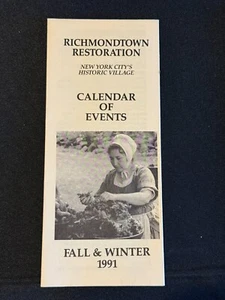 RICHMONDTOWN
RESTORATION
NEW YORK CITY'S
HISTORIC VILLAGE
CALENDAR
OF
EVENTS
FALL & WINTER
1991